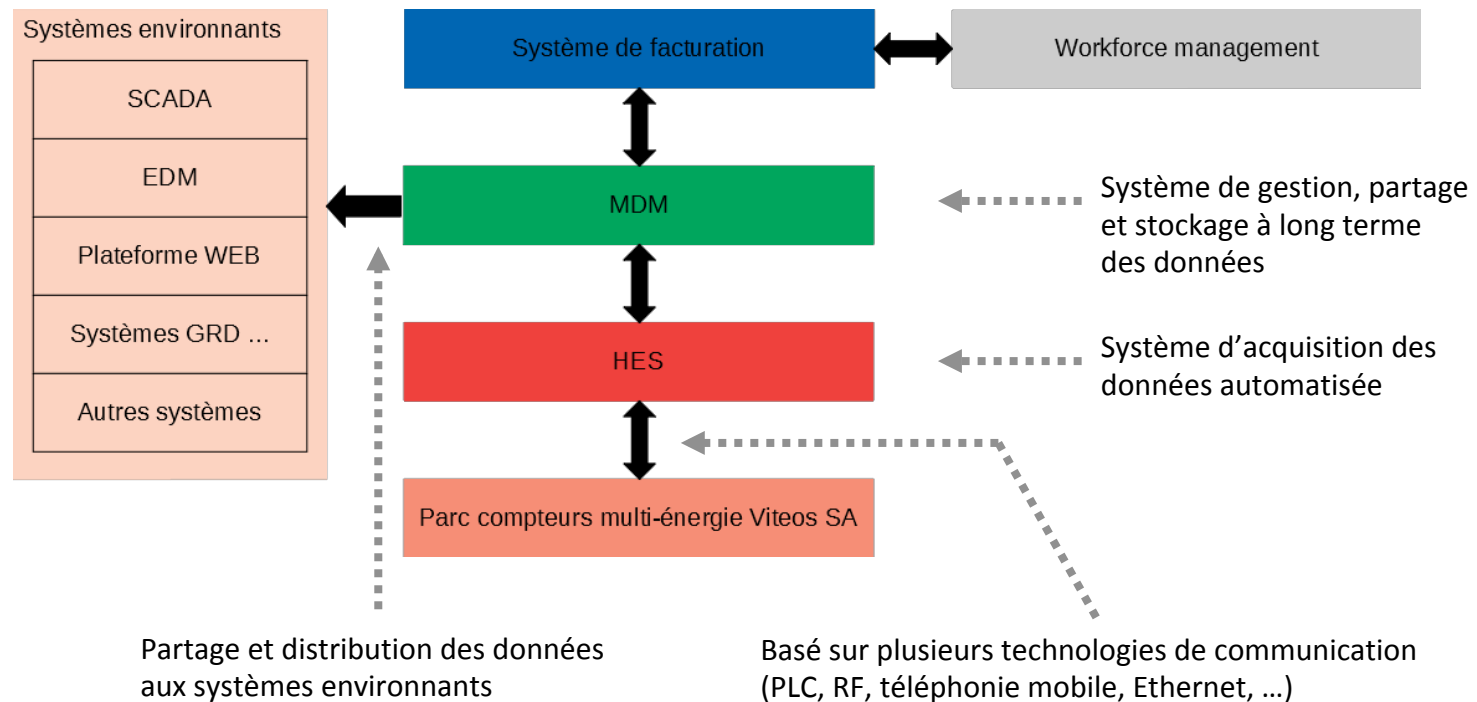 Systèmes environnants
SCADA
EDM
Plateforme WEB
Systèmes GRD ...
Autres systèmes
Système de facturation
Workforce management
MDM
HES
Parc compteurs multi-énergie Viteos SA
Système de gestion, partage
et stockage à long terme
des données
Système d’acquisition des
données automatisée
Partage et distribution des données
aux systèmes environnants
Basé sur plusieurs technologies de communication
(PLC, RF, téléphonie mobile, Ethernet, ...)